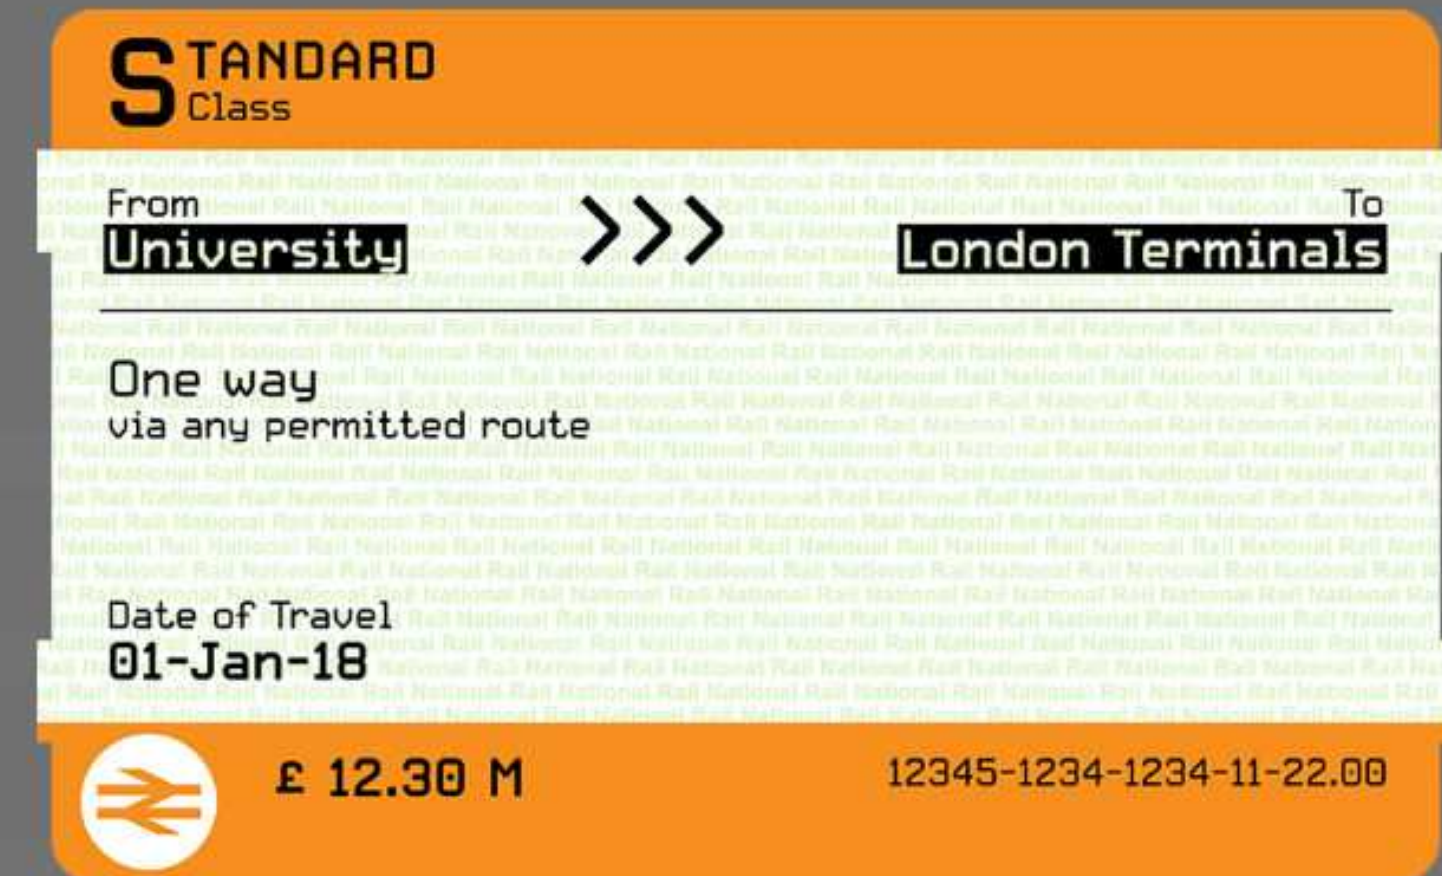 STANDARD
Class
From
To
University
London Terminals
One way
via any permitted route
Date of Travel
01-Jan-18
£ 12.30 M
12345-1234-1234-11-22.00